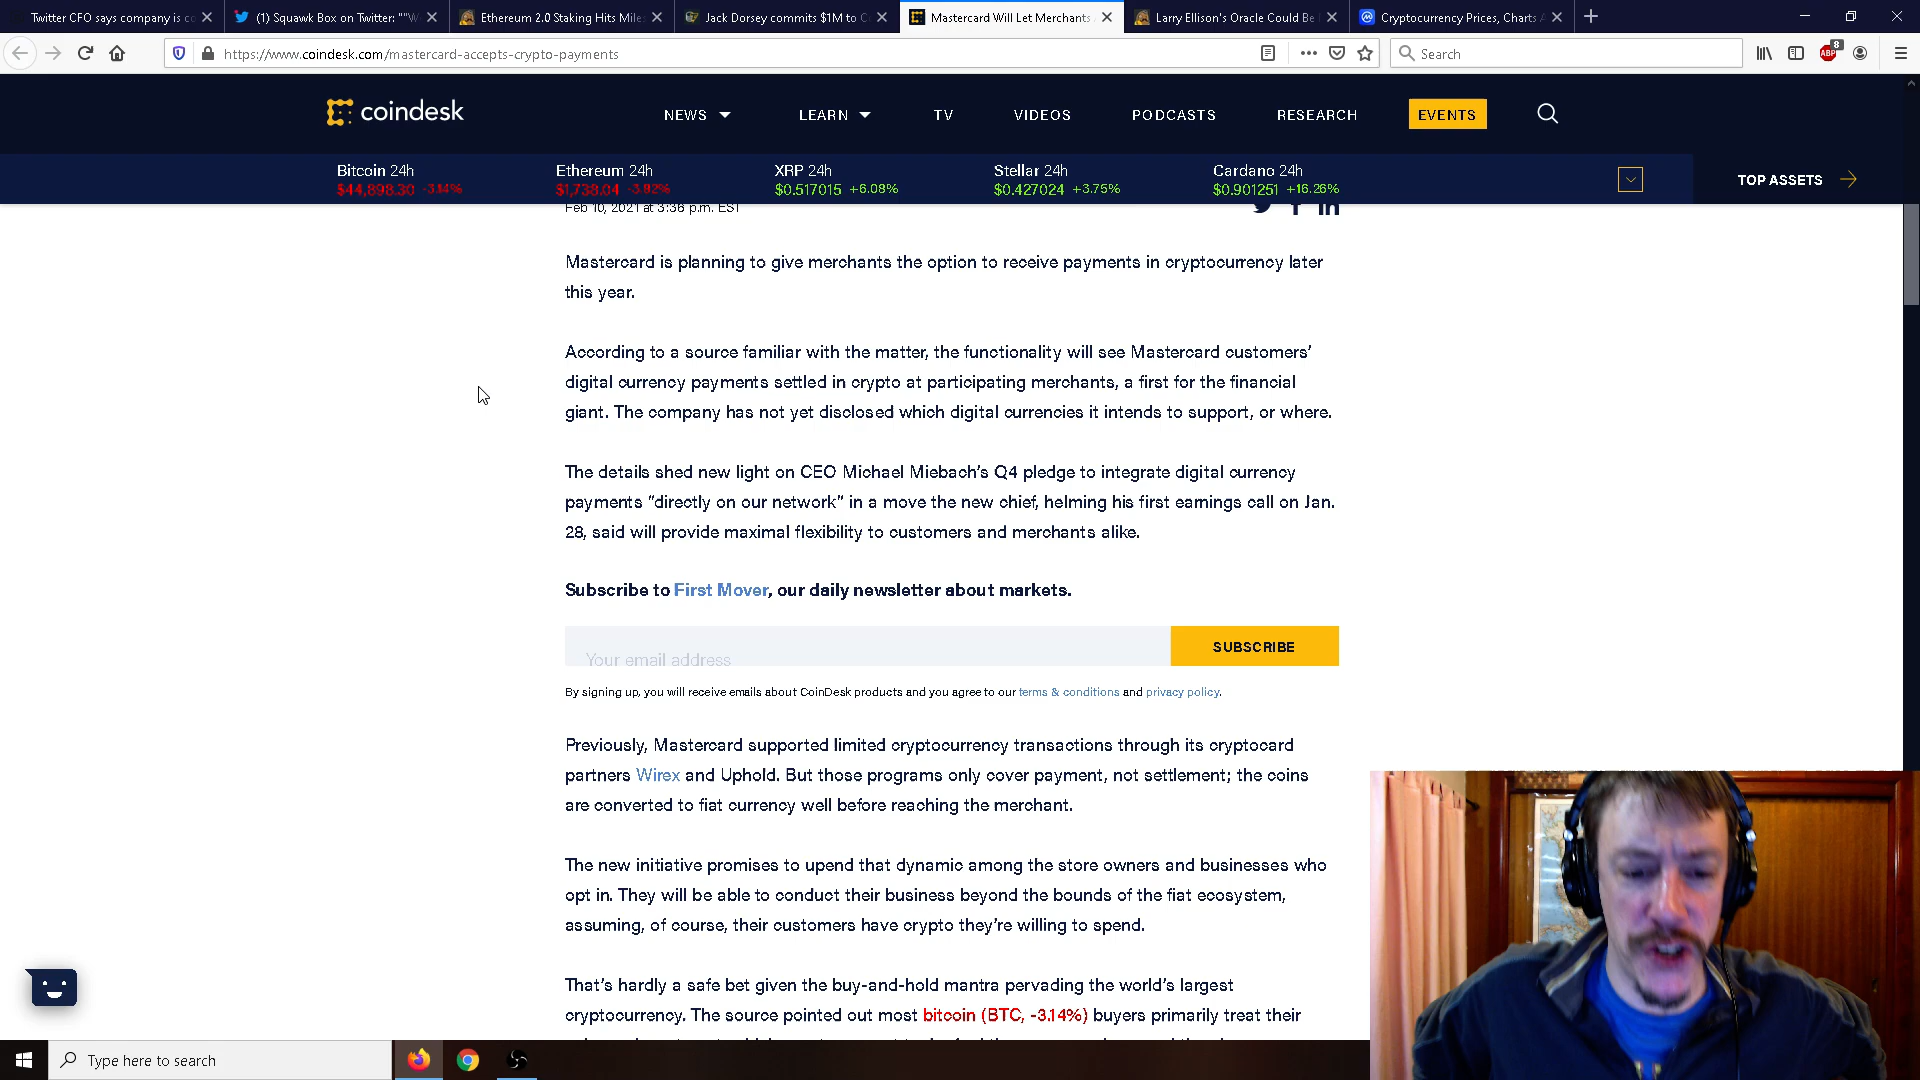 Twitter CFO says company is co
(1) Squawk Box on Twitter: ""W
Ethereum 2.0 Staking Hits Mile
Jack Dorsey commits $1M to C
Mastercard Will Let Merchants
Larry Ellison's Oracle Could Be
Cryptocurrency Prices, Charts
https://www.coindesk.com/mastercard-accepts-crypto-payments
Search
ABP
8
coindesk
NEWS
LEARN
TV
VIDEOS
PODCASTS
RESEARCH
EVENTS
Bitcoin 24h
$44,898.30 -3.14%
Ethereum 24h
$1,738.04 -3.92%
XRP 24h
$0.517015 +6.08%
Stellar 24h
$0.427024 +3.75%
Cardano 24h
$0.901251 +16.26%
TOP ASSETS
Feb 10, 2021 at 3:36 p.m. EST
Mastercard is planning to give merchants the option to receive payments in cryptocurrency later
this year.
According to a source familiar with the matter, the functionality will see Mastercard customers’
digital currency payments settled in crypto at participating merchants, a first for the financial
giant. The company has not yet disclosed which digital currencies it intends to support, or where.
The details shed new light on CEO Michael Miebach’s Q4 pledge to integrate digital currency
payments “directly on our network” in a move the new chief, helming his first earnings call on Jan.
28, said will provide maximal flexibility to customers and merchants alike.
Subscribe to First Mover, our daily newsletter about markets.
Your email address
SUBSCRIBE
By signing up, you will receive emails about CoinDesk products and you agree to our terms & conditions and privacy policy.
Previously, Mastercard supported limited cryptocurrency transactions through its cryptocard
partners Wirex and Uphold. But those programs only cover payment, not settlement; the coins
are converted to fiat currency well before reaching the merchant.
The new initiative promises to upend that dynamic among the store owners and businesses who
opt in. They will be able to conduct their business beyond the bounds of the fiat ecosystem,
assuming, of course, their customers have crypto they’re willing to spend.
That’s hardly a safe bet given the buy-and-hold mantra pervading the world’s largest
cryptocurrency. The source pointed out most bitcoin (BTC, -3.14%) buyers primarily treat their
Type here to search